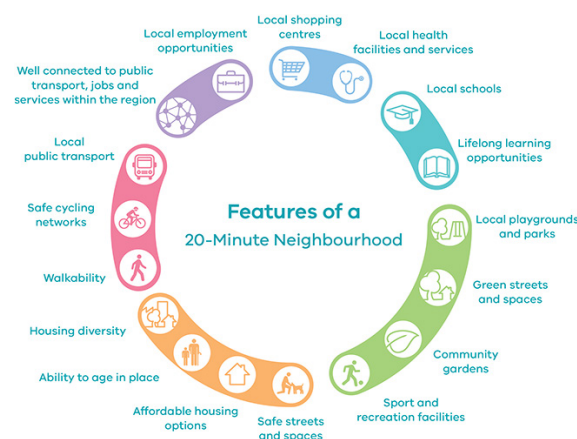 Features of a
20-Minute Neighbourhood
Local shopping
centres
Local health
facilities and services
Local schools
Lifelong learning
opportunities
Local playgrounds
and parks
Green streets
and spaces
Community
gardens
Sport and
recreation facilities
Safe streets
and spaces
Affordable housing
options
Ability to age in place
Housing diversity
Walkability
Safe cycling
networks
Local
public transport
Well connected to public
transport, jobs and
services within the region
Local employment
opportunities